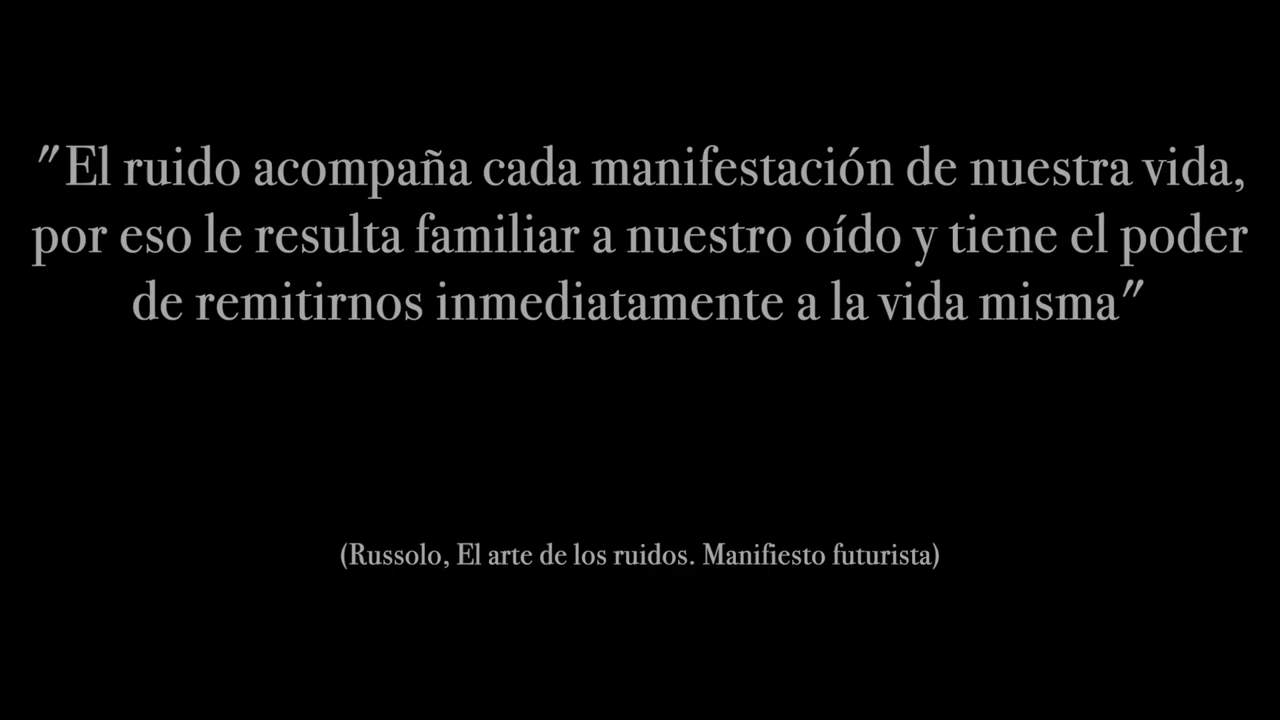 "El ruido acompaña cada manifestación de nuestra vida,
por eso le resulta familiar a nuestro oído y tiene el poder
de remitirnos inmediatamente a la vida misma"
(Russolo, El arte de los ruidos. Manifiesto futurista)